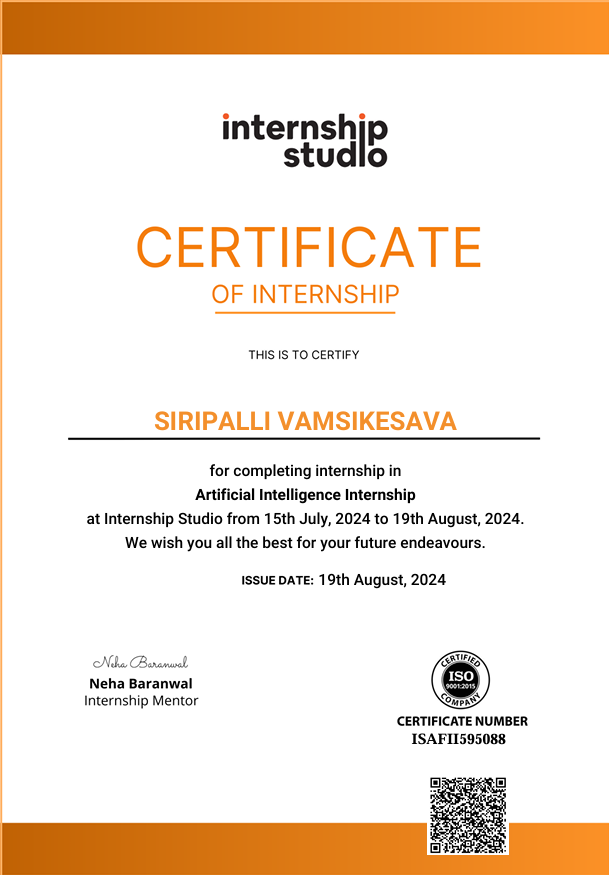 internship
studio
CERTIFICATE
OF INTERNSHIP
THIS IS TO CERTIFY
SIRIPALLI VAMSIKESAVA
for completing internship in
Artificial Intelligence Internship
at Internship Studio from 15th July, 2024 to 19th August, 2024.
We wish you all the best for your future endeavours.
ISSUE DATE: 19th August, 2024
Neha Baranwal
Neha Baranwal
Internship Mentor
CERTIFIED
ISO
9001:2015
COMPANY
CERTIFICATE NUMBER
ISAFII595088